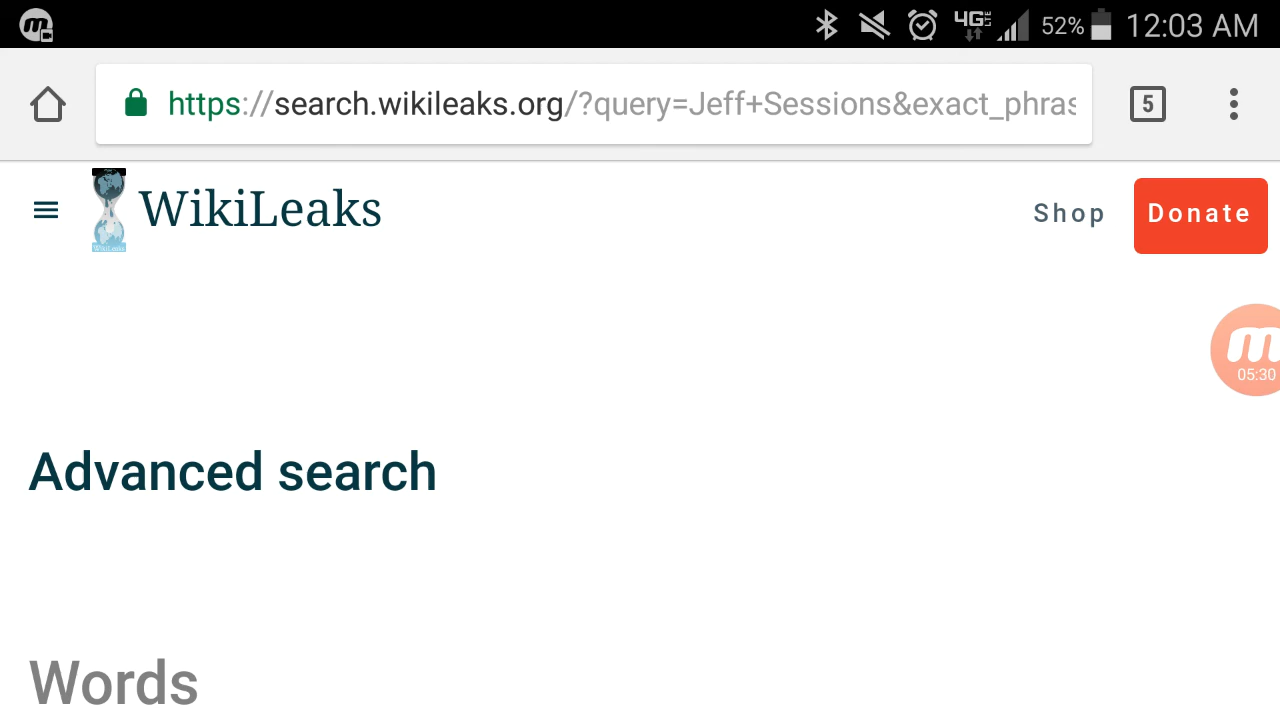 52% 12:03 AM
https://search.wikileaks.org/?query=Jeff+Sessions&exact_phras
5
WikiLeaks
Shop
Donate
05:30
Advanced search
Words